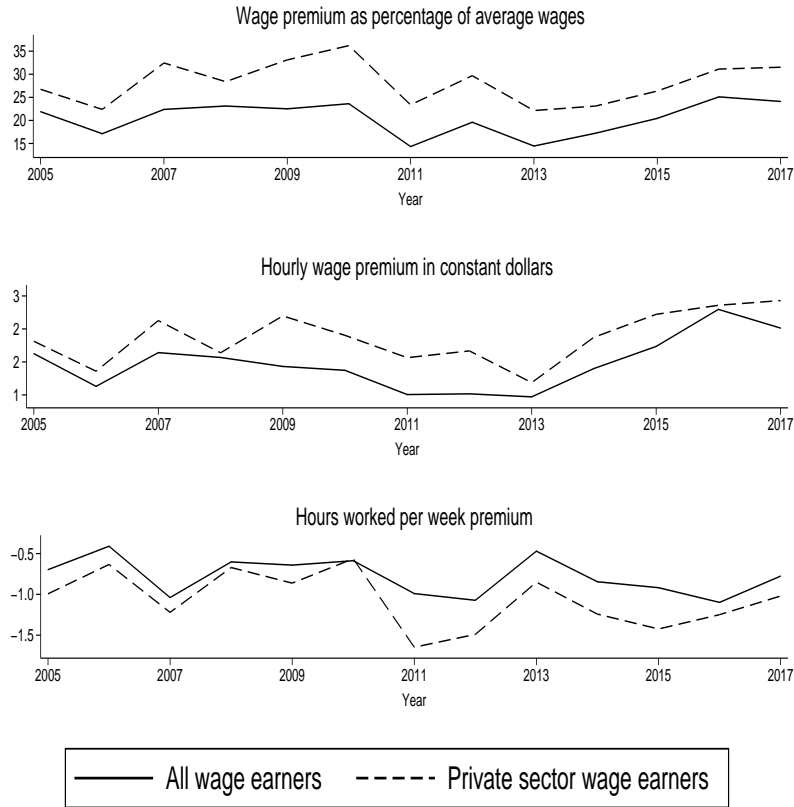 Wage premium as percentage of average wages
35
30
25
20
15
2005 2007 2009 2011 2013 2015 2017
Year
Hourly wage premium in constant dollars
3
2
2
1
2005 2007 2009 2011 2013 2015 2017
Year
Hours worked per week premium
−0.5
−1.0
−1.5
2005 2007 2009 2011 2013 2015 2017
Year
All wage earners Private sector wage earners